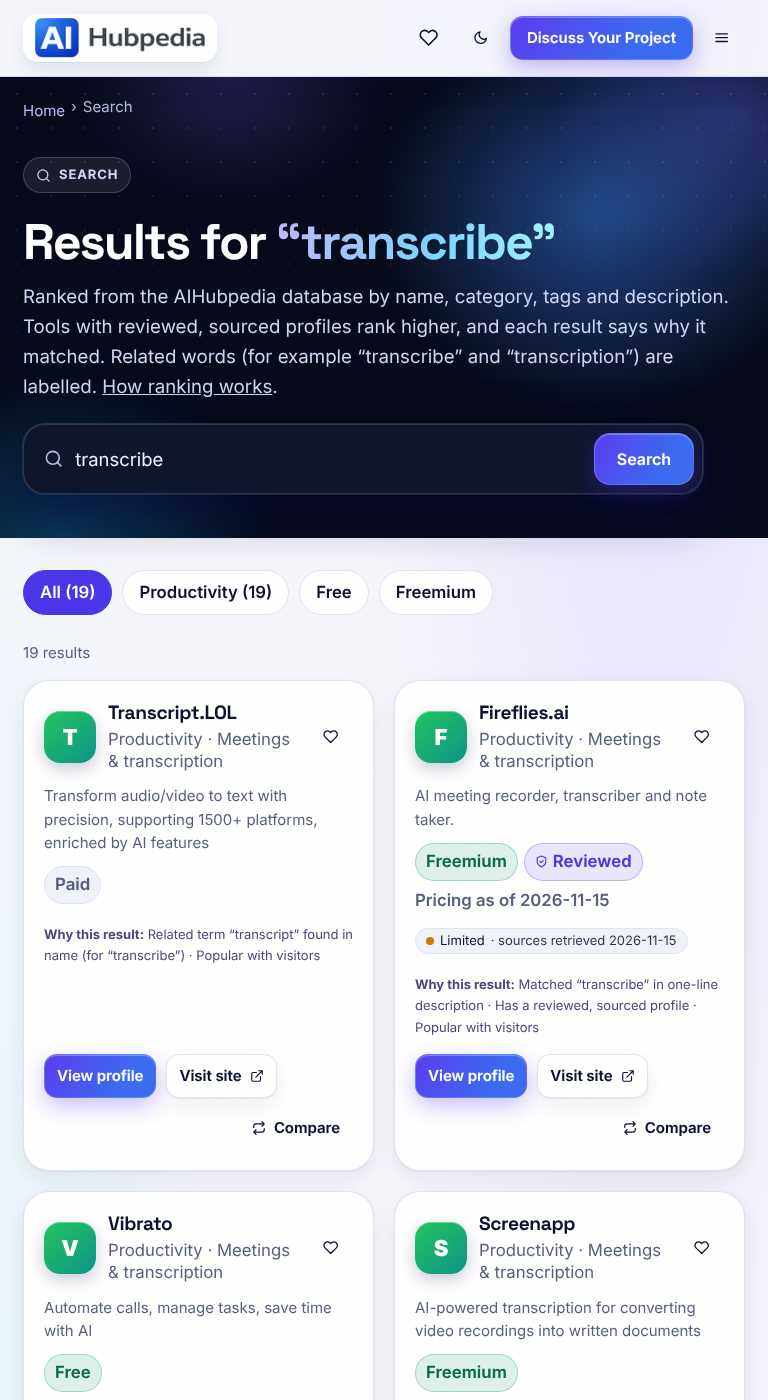 AI Hubpedia
Discuss Your Project
Home › Search
SEARCH
Results for “transcribe”
Ranked from the AIHubpedia database by name, category, tags and description.
Tools with reviewed, sourced profiles rank higher, and each result says why it
matched. Related words (for example “transcribe” and “transcription”) are
labelled. How ranking works.
transcribe
Search
All (19)
Productivity (19)
Free
Freemium
19 results
Transcript.LOL
Productivity · Meetings
& transcription
Transform audio/video to text with
precision, supporting 1500+ platforms,
enriched by AI features
Paid
Why this result: Related term “transcript” found in
name (for “transcribe”) · Popular with visitors
View profile
Visit site
Compare
Fireflies.ai
Productivity · Meetings
& transcription
AI meeting recorder, transcriber and note
taker.
Freemium
Reviewed
Pricing as of 2026-11-15
Limited · sources retrieved 2026-11-15
Why this result: Matched “transcribe” in one-line
description · Has a reviewed, sourced profile ·
Popular with visitors
View profile
Visit site
Compare
Vibrato
Productivity · Meetings
& transcription
Automate calls, manage tasks, save time
with AI
Free
Screenapp
Productivity · Meetings
& transcription
AI-powered transcription for converting
video recordings into written documents
Freemium